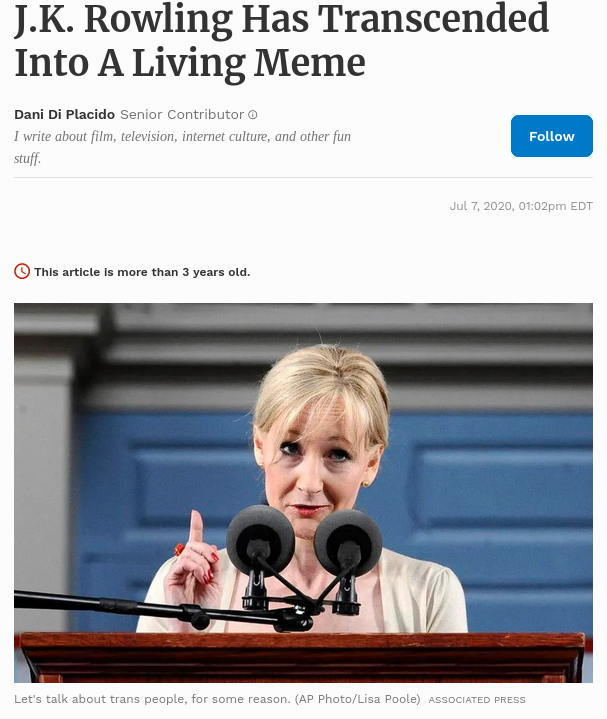 J.K. Rowling Has Transcended
Into A Living Meme
Dani Di Placido Senior Contributor
I write about film, television, internet culture, and other fun
stuff.
Follow
Jul 7, 2020, 01:02pm EDT
This article is more than 3 years old.
Let's talk about trans people, for some reason. (AP Photo/Lisa Poole) ASSOCIATED PRESS